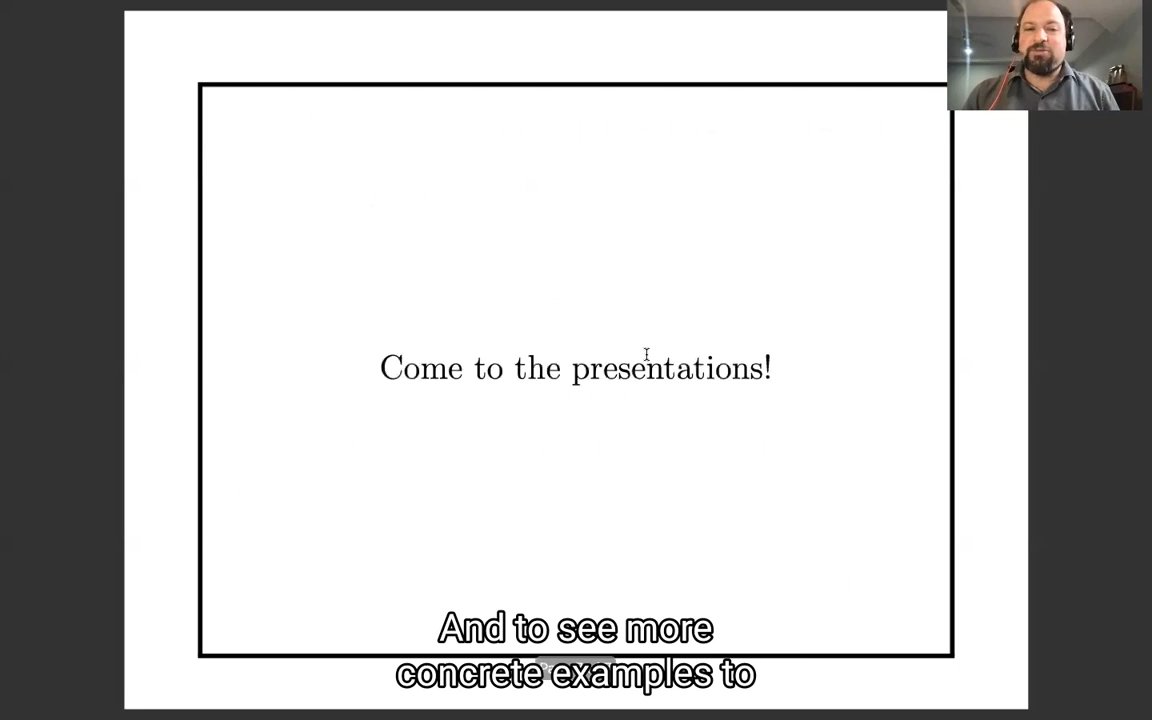 Come to the presentations!
And to see more
concrete examples to